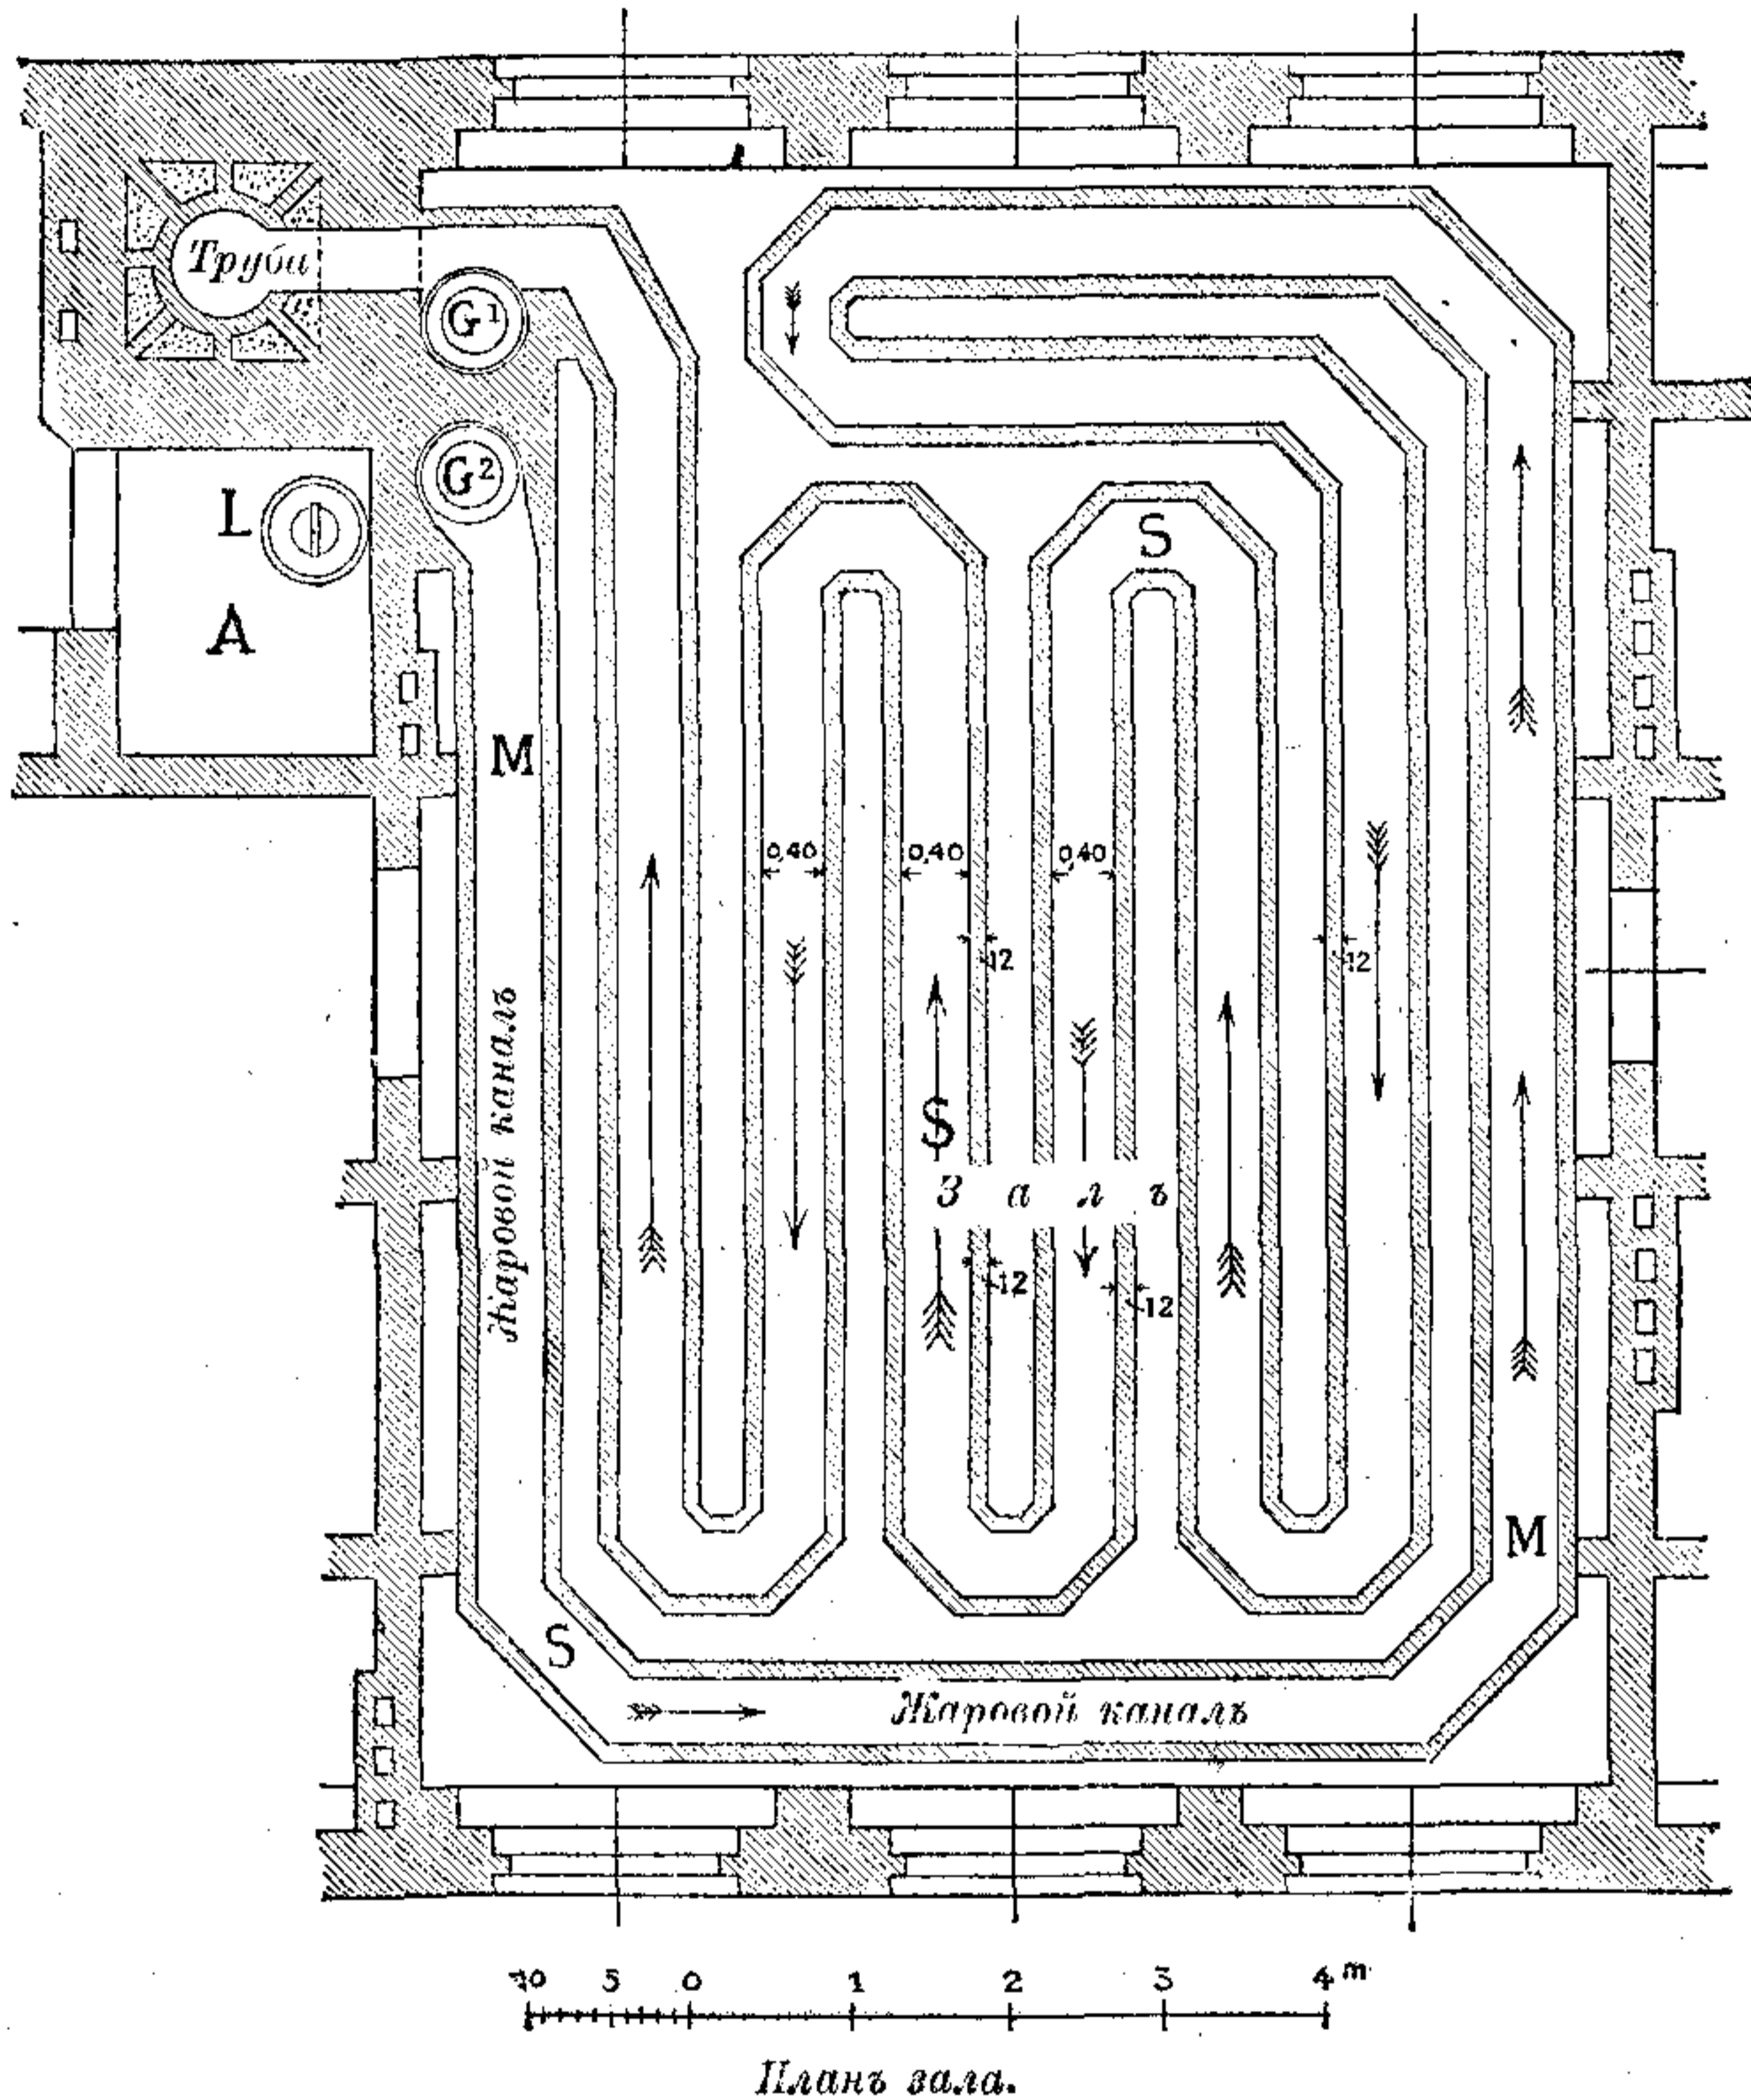 Труба
G¹
G²
L
A
S
M
0,40 0,40 0,40
12 12
Жаровой каналъ
S
Залъ
12 12
M
S
Жаровой каналъ
10 5 0 1 2 3 4 m
Планъ зала.